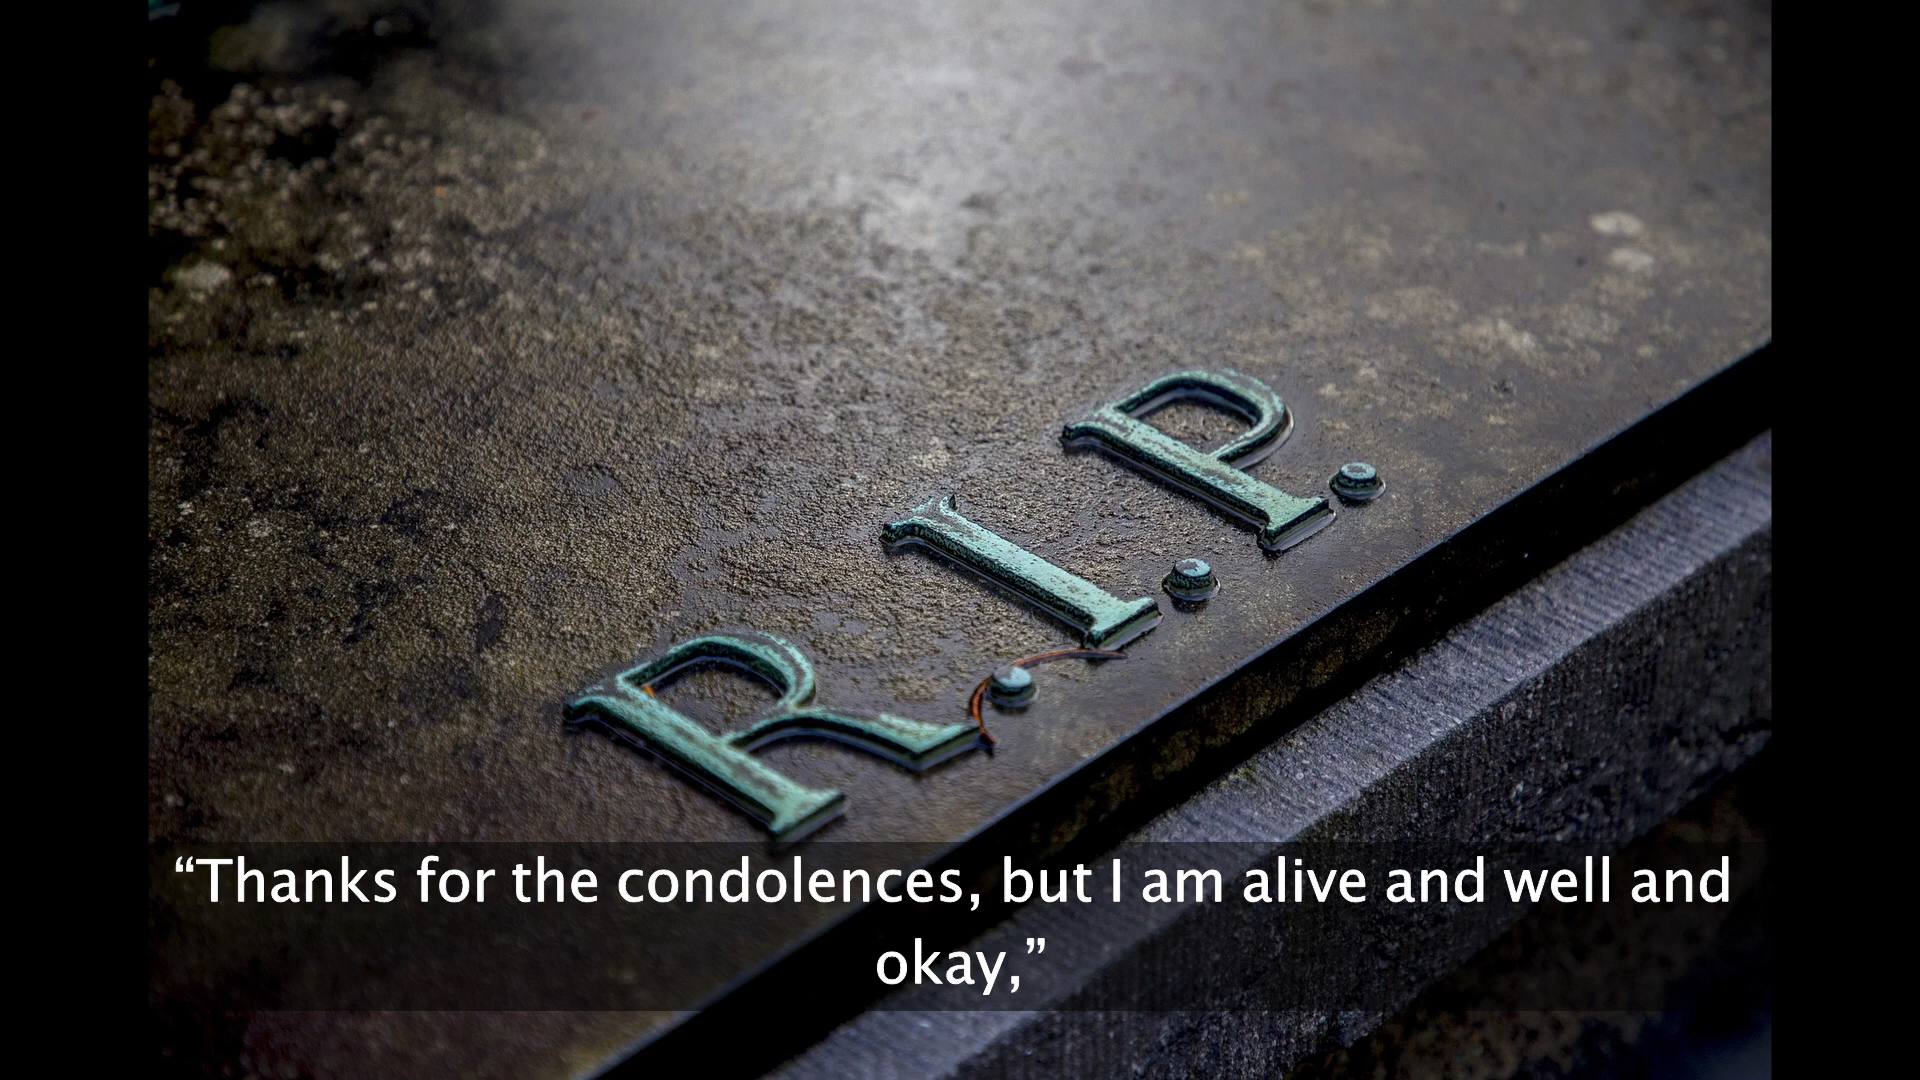 R.I.P.
“Thanks for the condolences, but I am alive and well and
okay,”